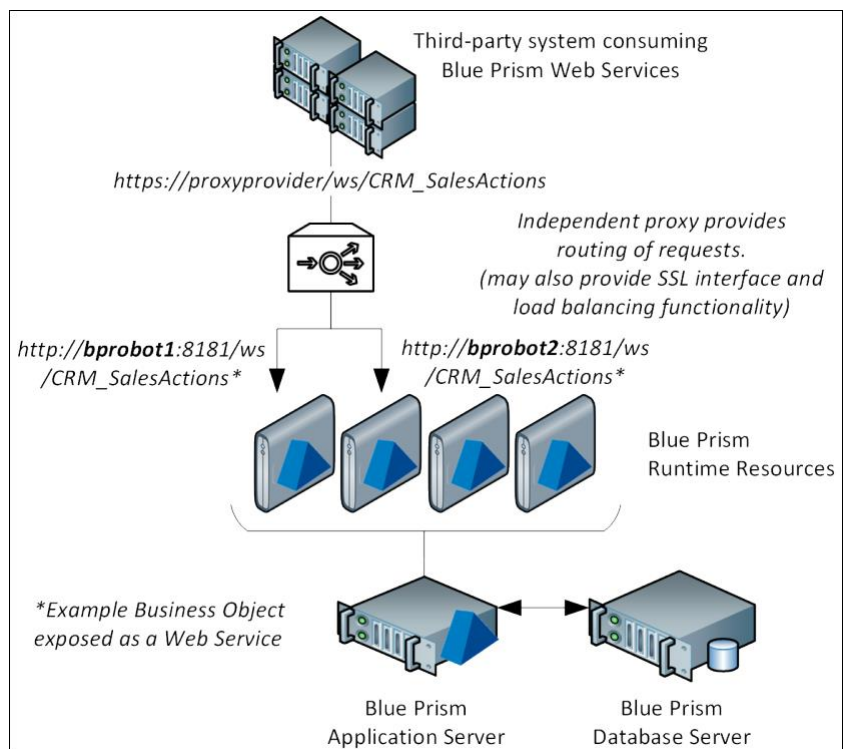 Third-party system consuming
Blue Prism Web Services
https://proxyprovider/ws/CRM_SalesActions
Independent proxy provides
routing of requests.
(may also provide SSL interface and
load balancing functionality)
http://bprobot1:8181/ws
/CRM_SalesActions*
http://bprobot2:8181/ws
/CRM_SalesActions*
Blue Prism
Runtime Resources
*Example Business Object
exposed as a Web Service
Blue Prism
Application Server
Blue Prism
Database Server